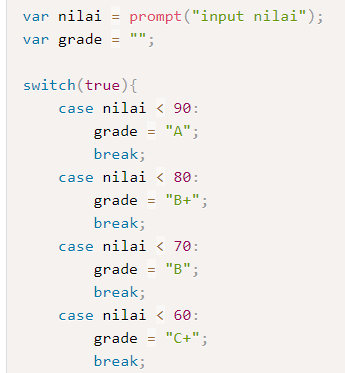 var nilai = prompt("input nilai");
var grade = "";
switch(true){
case nilai < 90:
grade = "A";
break;
case nilai < 80:
grade = "B+";
break;
case nilai < 70:
grade = "B";
break;
case nilai < 60:
grade = "C+";
break;